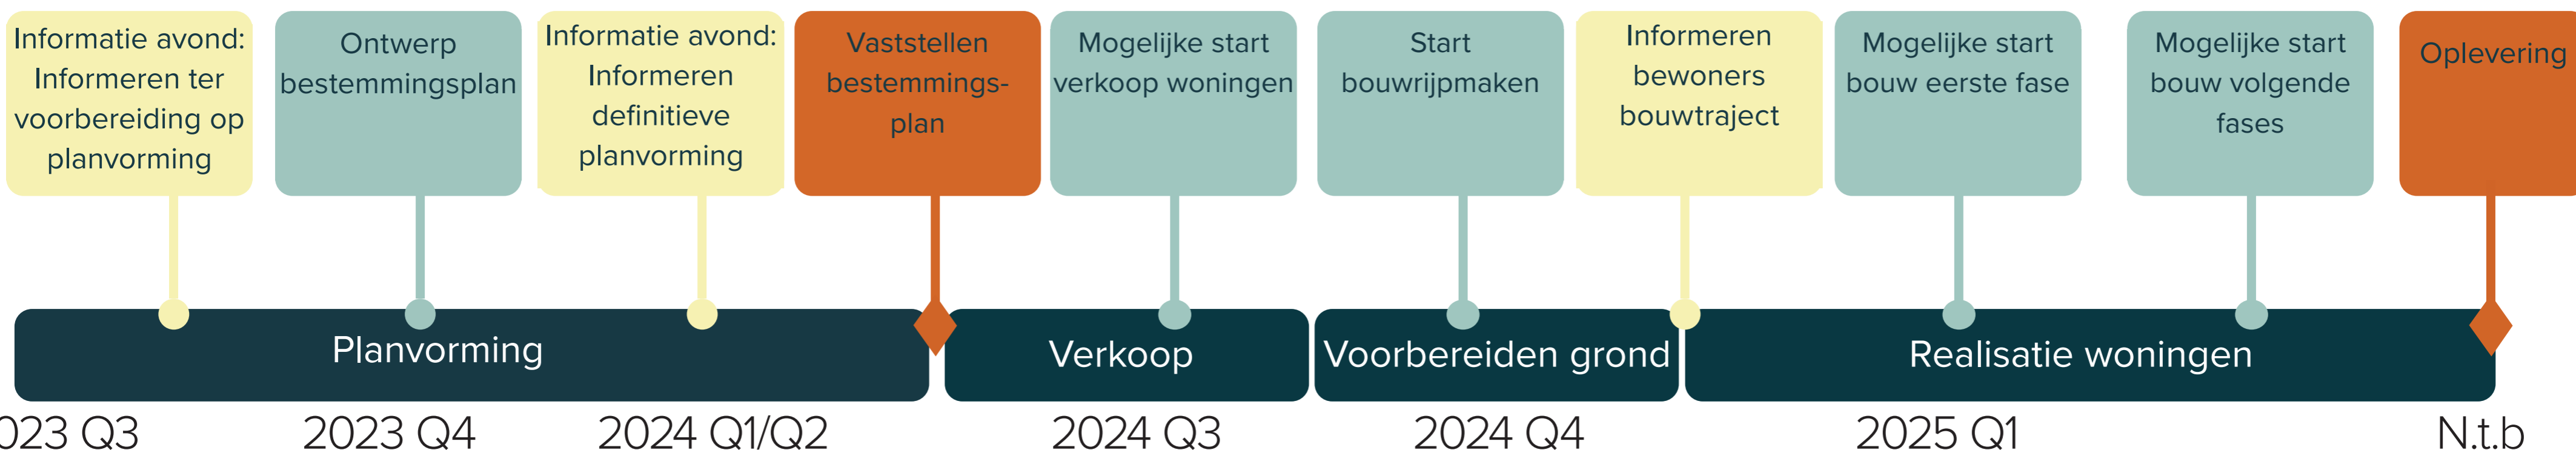 Informatie avond:
Informeren ter
voorbereiding op
planvorming
Ontwerp
bestemmingsplan
Informatie avond:
Informeren
definitieve
planvorming
Vaststellen
bestemmings-
plan
Mogelijke start
verkoop woningen
Start
bouwrijpmaken
Informeren
bewoners
bouwtraject
Mogelijke start
bouw eerste fase
Mogelijke start
bouw volgende
fases
Oplevering
Planvorming
Verkoop
Voorbereiden grond
Realisatie woningen
023 Q3
2023 Q4
2024 Q1/Q2
2024 Q3
2024 Q4
2025 Q1
N.t.b